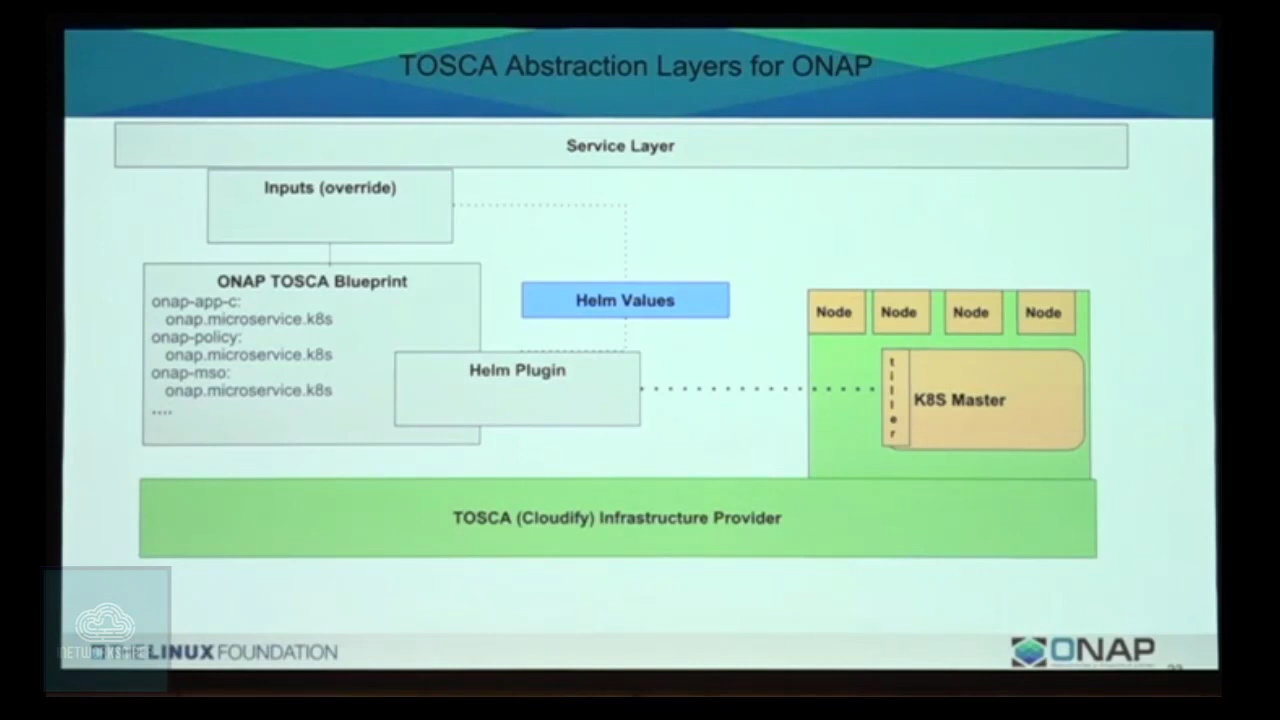 TOSCA Abstraction Layers for ONAP
Service Layer
Inputs (override)
ONAP TOSCA Blueprint
onap-app-c:
onap.microservice.k8s
onap-policy:
onap.microservice.k8s
onap-mso:
onap.microservice.k8s
....
Helm Values
Helm Plugin
Node
Node
Node
Node
tiller
K8S Master
TOSCA (Cloudify) Infrastructure Provider
THE LINUX FOUNDATION
ONAP